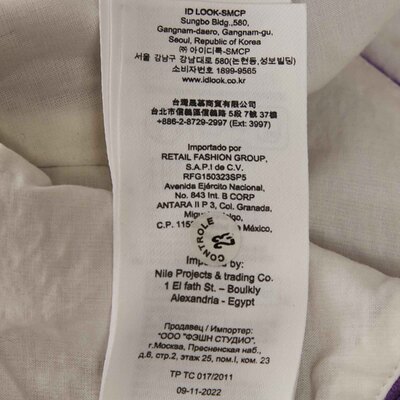 ID LOOK-SMCP
Sungbo Bldg.,580,
Gangnam-daero, Gangnam-gu,
Seoul, Republic of Korea
㈜ 아이디룩-SMCP
서울 강남구 강남대로 580(논현동,성보빌딩)
소비자번호 1899-9565
www.idlook.co.kr
台灣晟慕商貿有限公司
台北市信義區信義路 5段 7號 37樓
+886-2-8729-2997 (Ext: 3997)
Importado por
RETAIL FASHION GROUP,
S.A.P.I de C.V.
RFG150323SP5
Avenida Ejército Nacional,
No. 843 Int. B CORP
ANTARA II P 3, Col. Granada,
C.P. México,
CONTROLE
by
Nile Projects & trading Co.
1 El fath St. – Boulkly
Alexandria - Egypt
Продавец / Импортер:
"ООО "ФЭШН СТУДИО",
г.Москва, Пресненская наб.,
д.6, стр.2, этаж 25, пом.I, ком. 23
ТР ТС 017/2011
09-11-2022